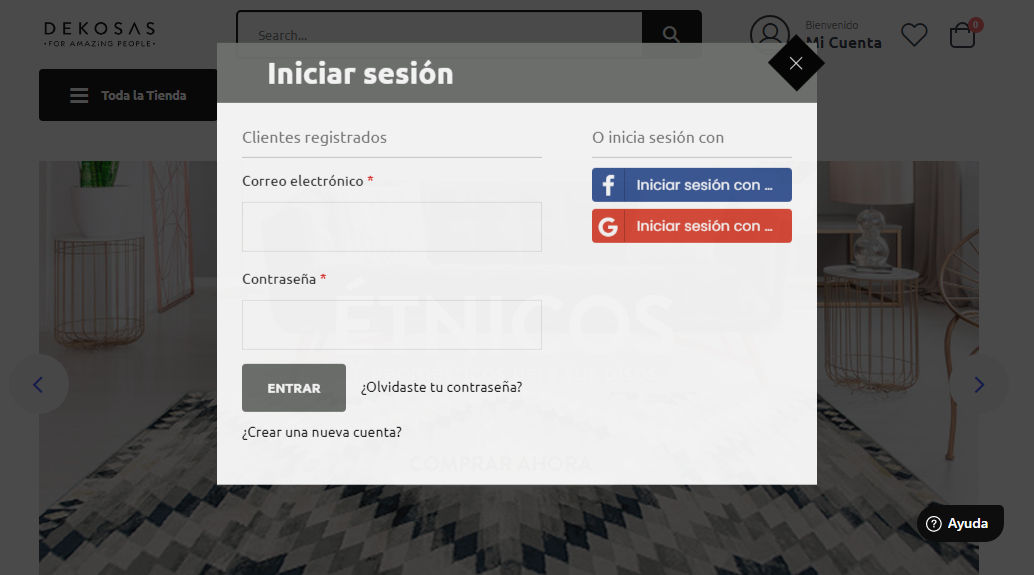 DEKOSAS
•FOR AMAZING PEOPLE•
Search...
Bienvenido
Mi Cuenta
0
Toda la Tienda
Iniciar sesión
Clientes registrados
Correo electrónico *
Contraseña *
ENTRAR
¿Olvidaste tu contraseña?
¿Crear una nueva cuenta?
O inicia sesión con
Iniciar sesión con ...
G
Iniciar sesión con ...
ÉTNICOS
COMPRAR AHORA
Ayuda